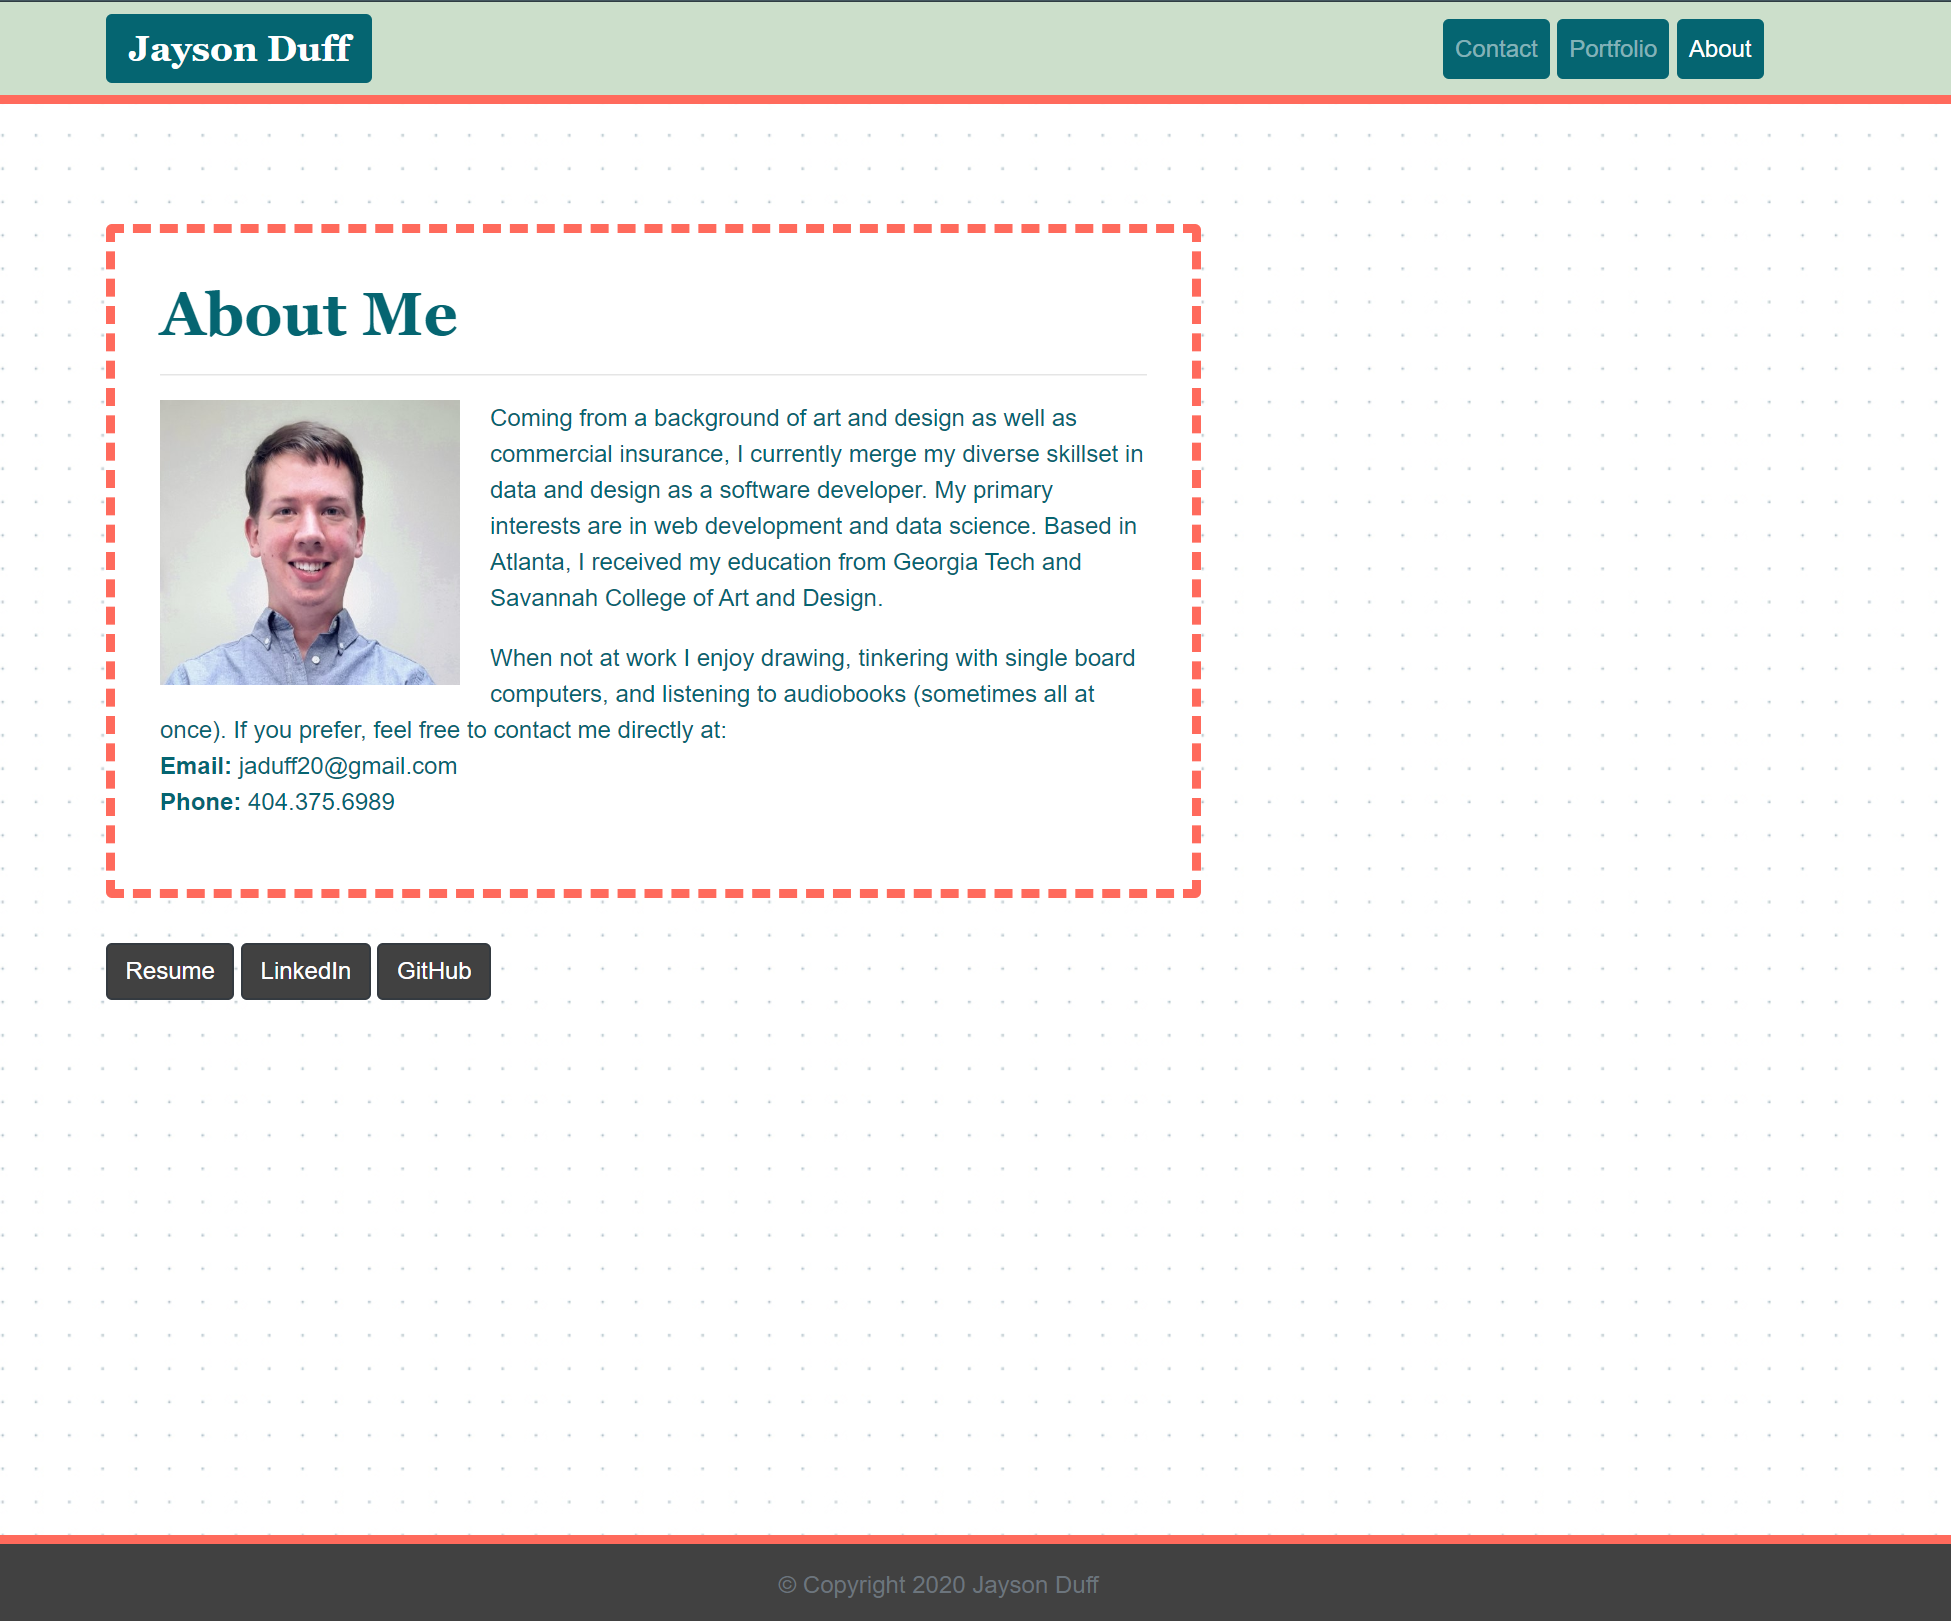 Jayson Duff
Contact Portfolio About
About Me
Coming from a background of art and design as well as
commercial insurance, I currently merge my diverse skillset in
data and design as a software developer. My primary
interests are in web development and data science. Based in
Atlanta, I received my education from Georgia Tech and
Savannah College of Art and Design.
When not at work I enjoy drawing, tinkering with single board
computers, and listening to audiobooks (sometimes all at
once). If you prefer, feel free to contact me directly at:
Email: jaduff20@gmail.com
Phone: 404.375.6989
Resume LinkedIn GitHub
© Copyright 2020 Jayson Duff